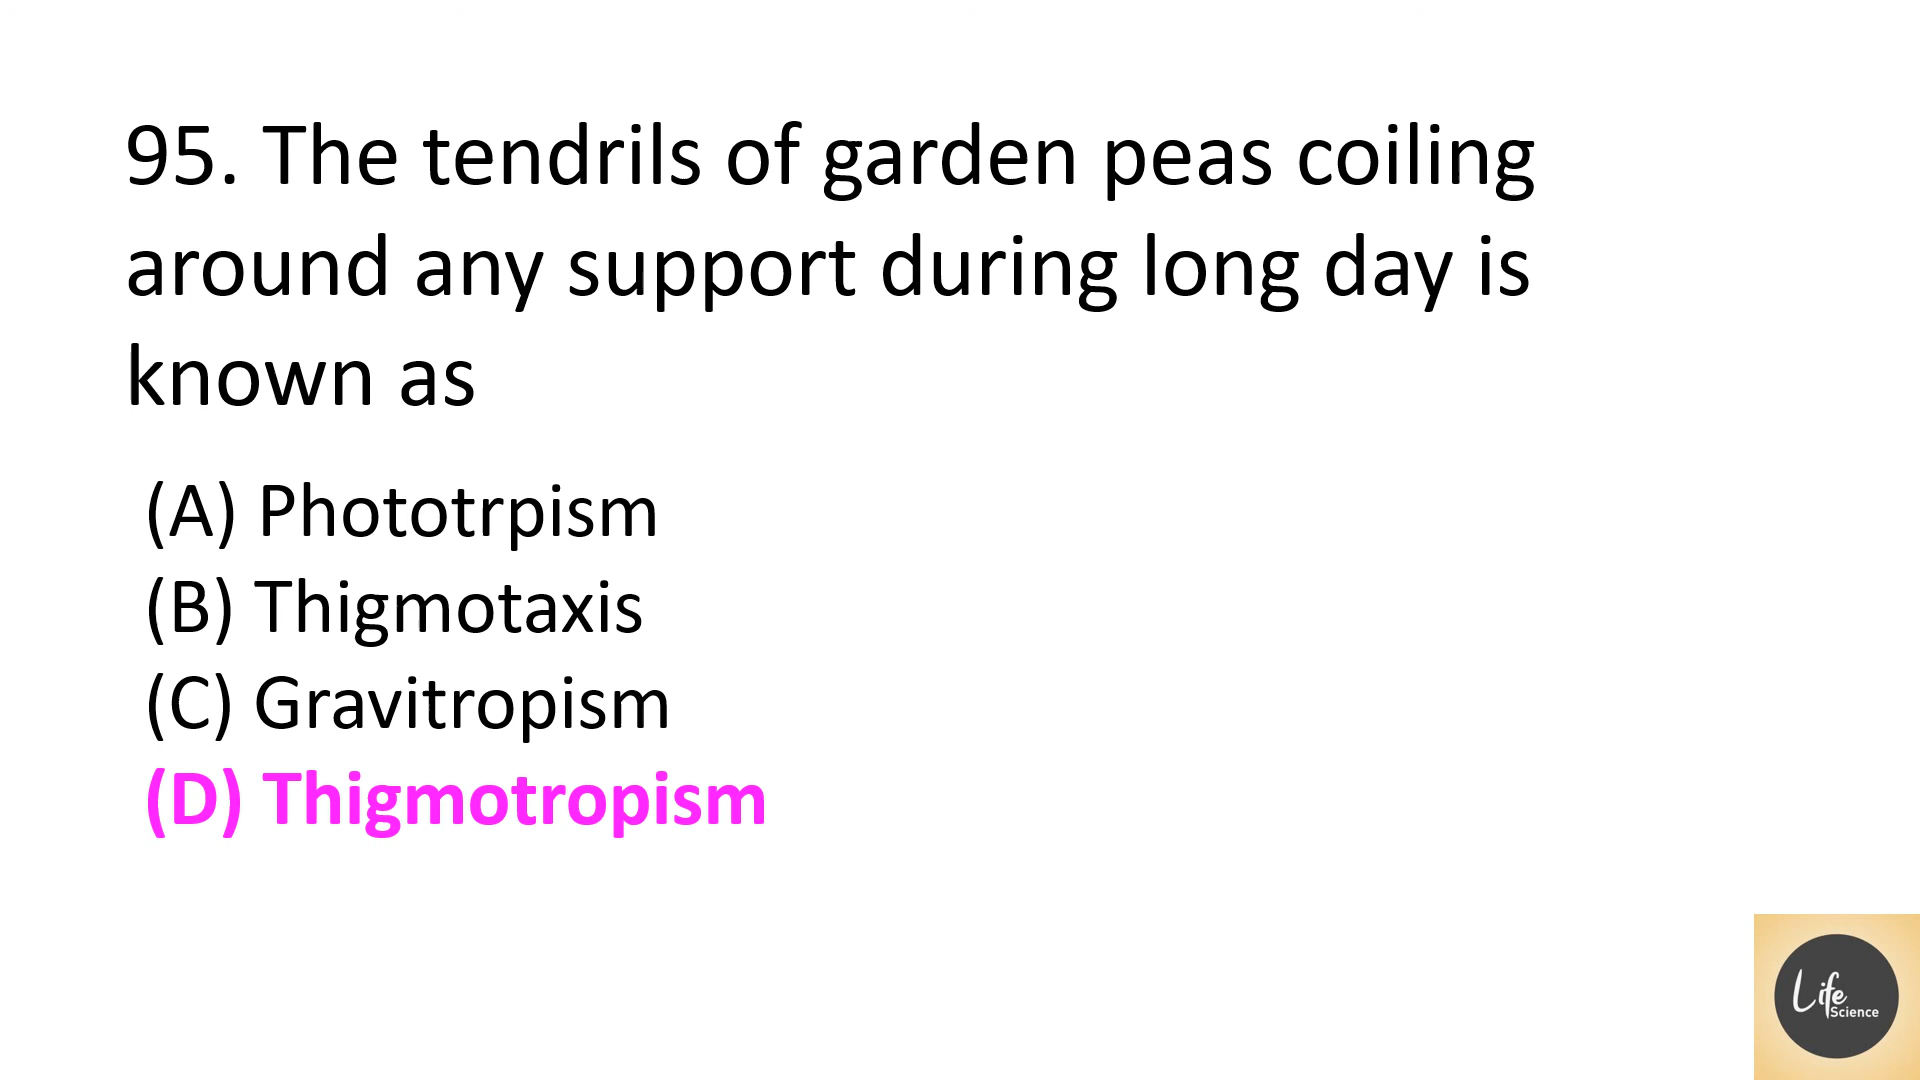 95. The tendrils of garden peas coiling
around any support during long day is
known as
(A) Phototrpism
(B) Thigmotaxis
(C) Gravitropism
(D) Thigmotropism
Life
Science